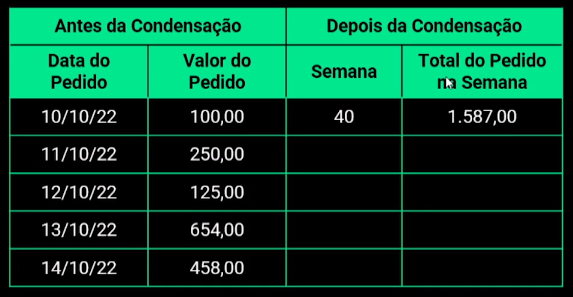 Antes da Condensação Depois da Condensação
Data do Pedido Valor do Pedido Semana Total do Pedido na Semana
10/10/22 100,00 40 1.587,00
11/10/22 250,00
12/10/22 125,00
13/10/22 654,00
14/10/22 458,00